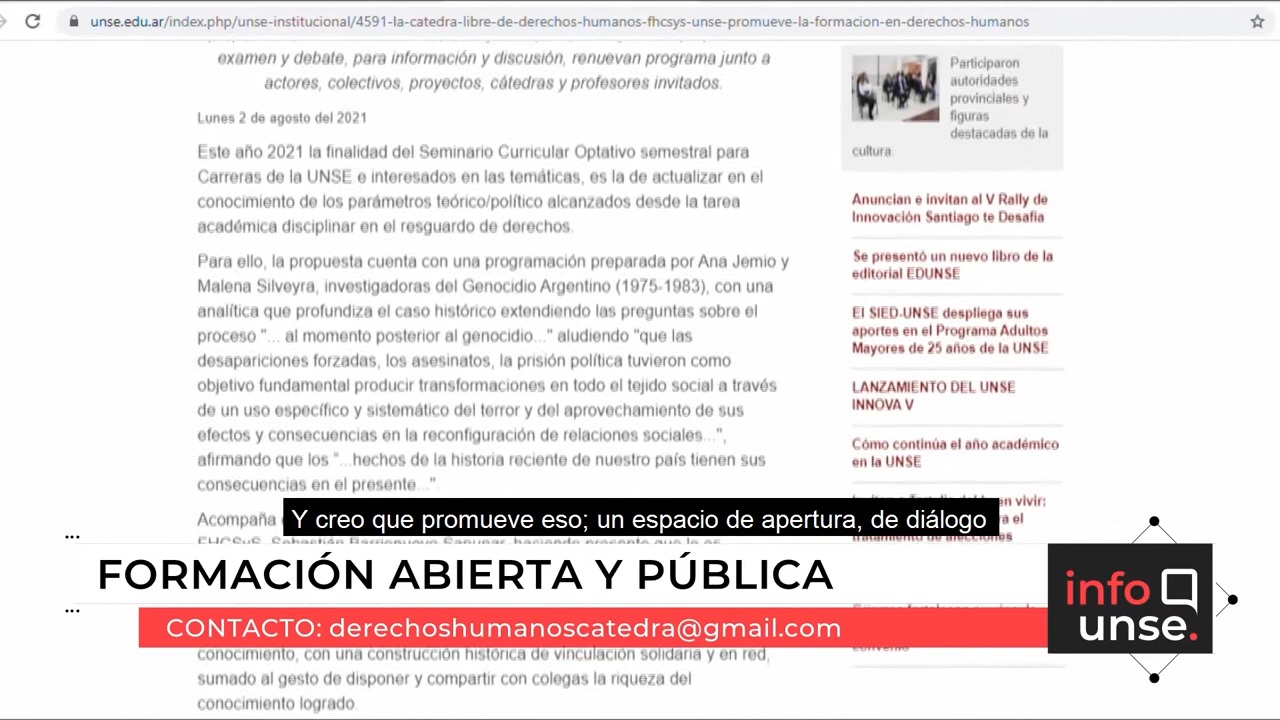 unse.edu.ar/index.php/unse-institucional/4591-la-catedra-libre-de-derechos-humanos-fhcsys-unse-promueve-la-formacion-en-derechos-humanos
examen y debate, para información y discusión, renuevan programa junto a
actores, colectivos, proyectos, cátedras y profesores invitados.
Lunes 2 de agosto del 2021
Este año 2021 la finalidad del Seminario Curricular Optativo semestral para
Carreras de la UNSE e interesados en las temáticas, es la de actualizar en el
conocimiento de los parámetros teórico/político alcanzados desde la tarea
académica disciplinar en el resguardo de derechos.
Para ello, la propuesta cuenta con una programación preparada por Ana Jemio y
Malena Silveyra, investigadoras del Genocidio Argentino (1975-1983), con una
analítica que profundiza el caso histórico extendiendo las preguntas sobre el
proceso "... al momento posterior al genocidio..." aludiendo "que las
desapariciones forzadas, los asesinatos, la prisión política tuvieron como
objetivo fundamental producir transformaciones en todo el tejido social a través
de un uso específico y sistemático del terror y del aprovechamiento de sus
efectos y consecuencias en la reconfiguración de relaciones sociales...",
afirmando que los "...hechos de la historia reciente de nuestro país tienen sus
consecuencias en el presente..."
Acompaña
conocimiento, con una construcción histórica de vinculación solidaria y en red,
sumado al gesto de disponer y compartir con colegas la riqueza del
conocimiento logrado.
Participaron
autoridades
provinciales y
figuras
destacadas de la
cultura.
Anuncian e invitan al V Rally de
Innovación Santiago te Desafía
Se presentó un nuevo libro de la
editorial EDUNSE
El SIED-UNSE despliega sus
aportes en el Programa Adultos
Mayores de 25 años de la UNSE
LANZAMIENTO DEL UNSE
INNOVA V
Cómo continúa el año académico
en la UNSE
vivir:
el
tratamiento de afecciones
Y creo que promueve eso; un espacio de apertura, de diálogo
FORMACIÓN ABIERTA Y PÚBLICA
CONTACTO: derechoshumanoscatedra@gmail.com
info
unse.